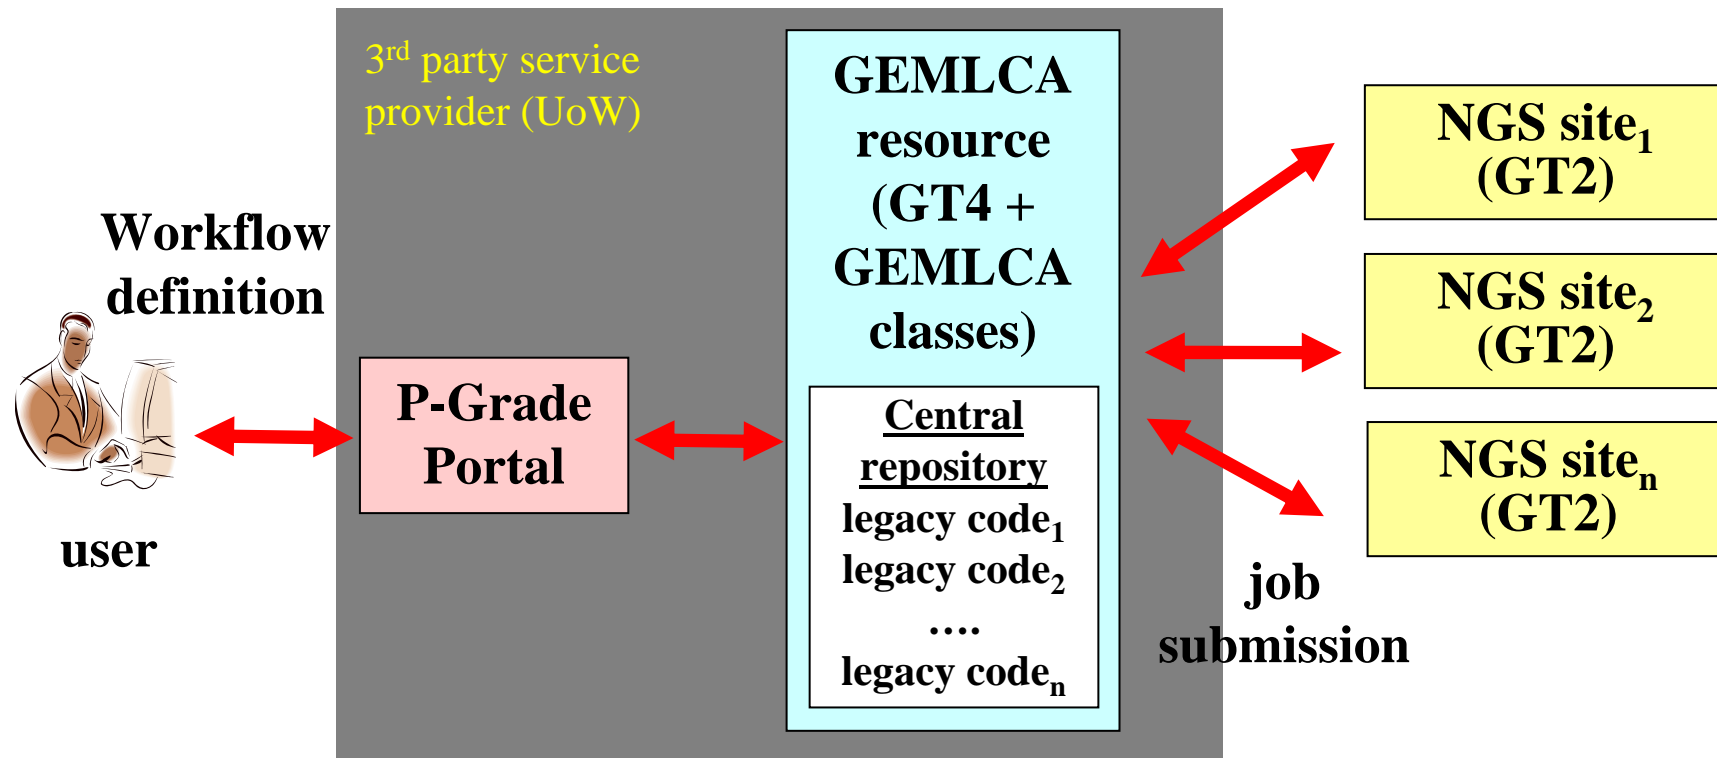 3rd party service
provider (UoW)
Workflow
definition
user
P-Grade
Portal
GEMLCA
resource
(GT4 +
GEMLCA
classes)
Central
repository
legacy code1
legacy code2
….
legacy coden
job
submission
NGS site1
(GT2)
NGS site2
(GT2)
NGS siten
(GT2)